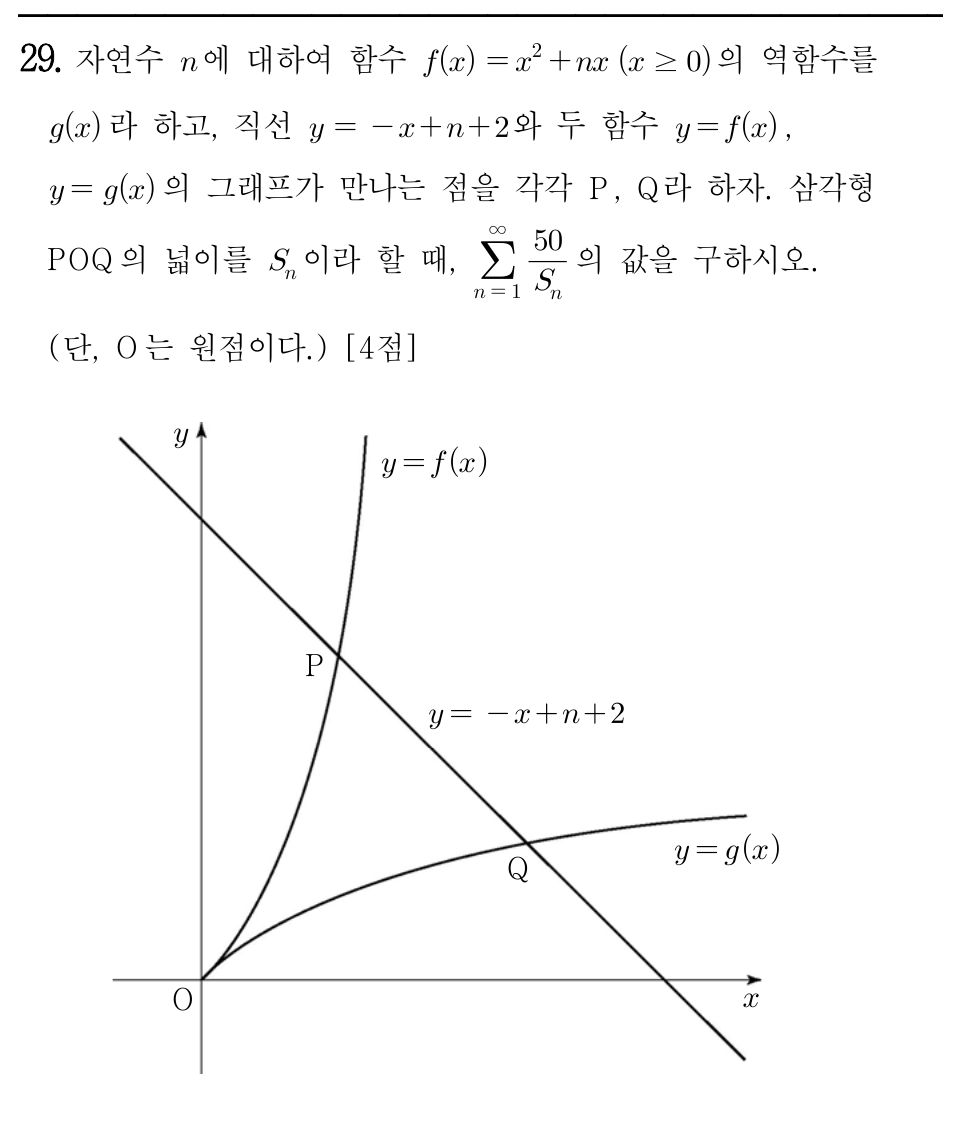 29. 자연수 n에 대하여 함수 f(x)=x²+nx (x ≥ 0)의 역함수를
g(x)라 하고, 직선 y = -x+n+2와 두 함수 y=f(x),
y=g(x)의 그래프가 만나는 점을 각각 P, Q라 하자. 삼각형
POQ의 넓이를 Sₙ이라 할 때, ∑_{n=1}^{∞} 50/Sₙ의 값을 구하시오.
(단, O는 원점이다.) [4점]
y
y=f(x)
P
y= -x+n+2
Q
y=g(x)
O
x